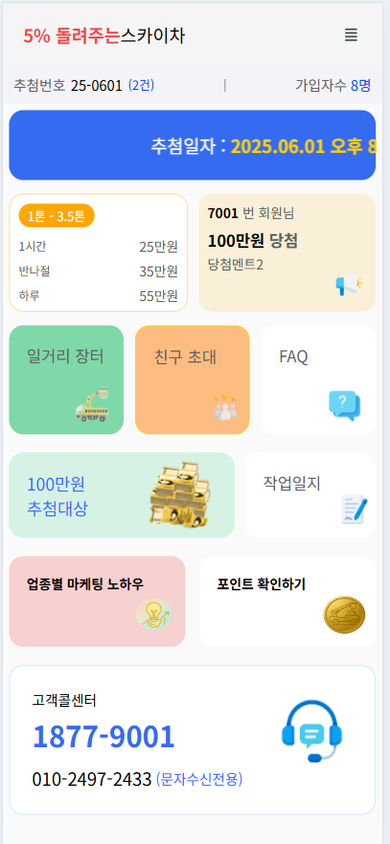 5% 돌려주는스카이차
추첨번호 25-0601 (2건) | 가입자수 8명
추첨일자 : 2025.06.01 오후 8
1톤 - 3.5톤
1시간 25만원
반나절 35만원
하루 55만원
7001 번 회원님
100만원 당첨
당첨멘트2
일거리 장터
친구 초대
FAQ
100만원
추첨대상
작업일지
업종별 마케팅 노하우
포인트 확인하기
고객콜센터
1877-9001
010-2497-2433 (문자수신전용)